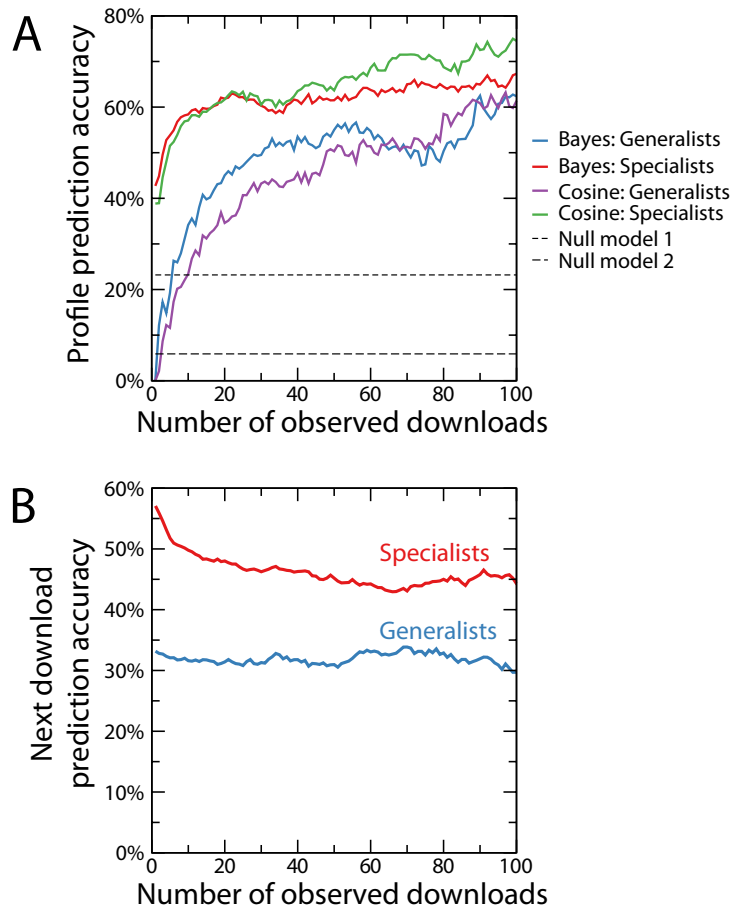 A
Profile prediction accuracy
80%
60%
40%
20%
0%
0 20 40 60 80 100
Number of observed downloads
Bayes: Generalists
Bayes: Specialists
Cosine: Generalists
Cosine: Specialists
Null model 1
Null model 2
B
Next download
prediction accuracy
60%
50%
40%
30%
20%
10%
0%
Specialists
Generalists
0 20 40 60 80 100
Number of observed downloads